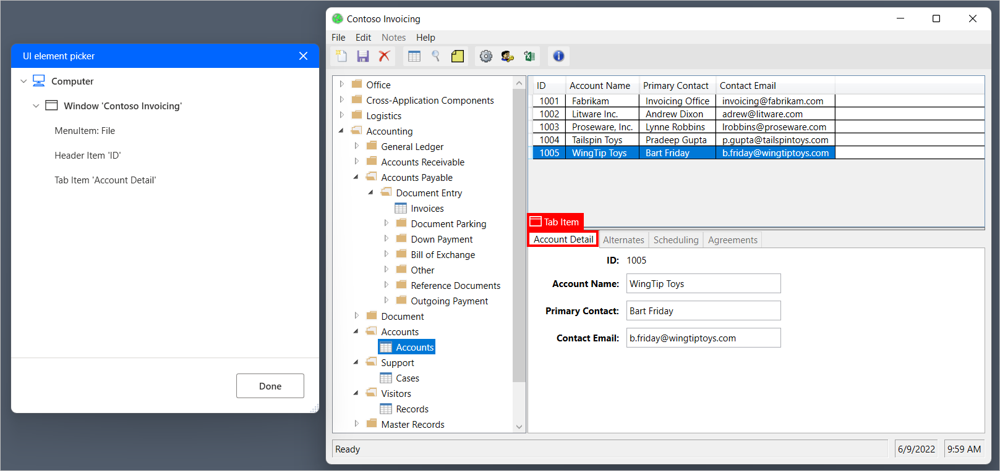 UI element picker
Computer
Window 'Contoso Invoicing'
MenuItem: File
Header Item 'ID'
Tab Item 'Account Detail'
Done
Contoso Invoicing
File Edit Notes Help
Office
Cross-Application Components
Logistics
Accounting
General Ledger
Accounts Receivable
Accounts Payable
Document Entry
Invoices
Document Parking
Down Payment
Bill of Exchange
Other
Reference Documents
Outgoing Payment
Document
Accounts
Accounts
Support
Cases
Visitors
Records
Master Records
ID Account Name Primary Contact Contact Email
1001 Fabrikam Invoicing Office invoicing@fabrikam.com
1002 Litware Inc. Andrew Dixon adrew@litware.com
1003 Proseware, Inc. Lynne Robbins lrobbins@proseware.com
1004 Tailspin Toys Pradeep Gupta p.gupta@tailspintoys.com
1005 WingTip Toys Bart Friday b.friday@wingtiptoys.com
Tab Item
Account Detail Alternates Scheduling Agreements
ID: 1005
Account Name: WingTip Toys
Primary Contact: Bart Friday
Contact Email: b.friday@wingtiptoys.com
Ready 6/9/2022 9:59 AM